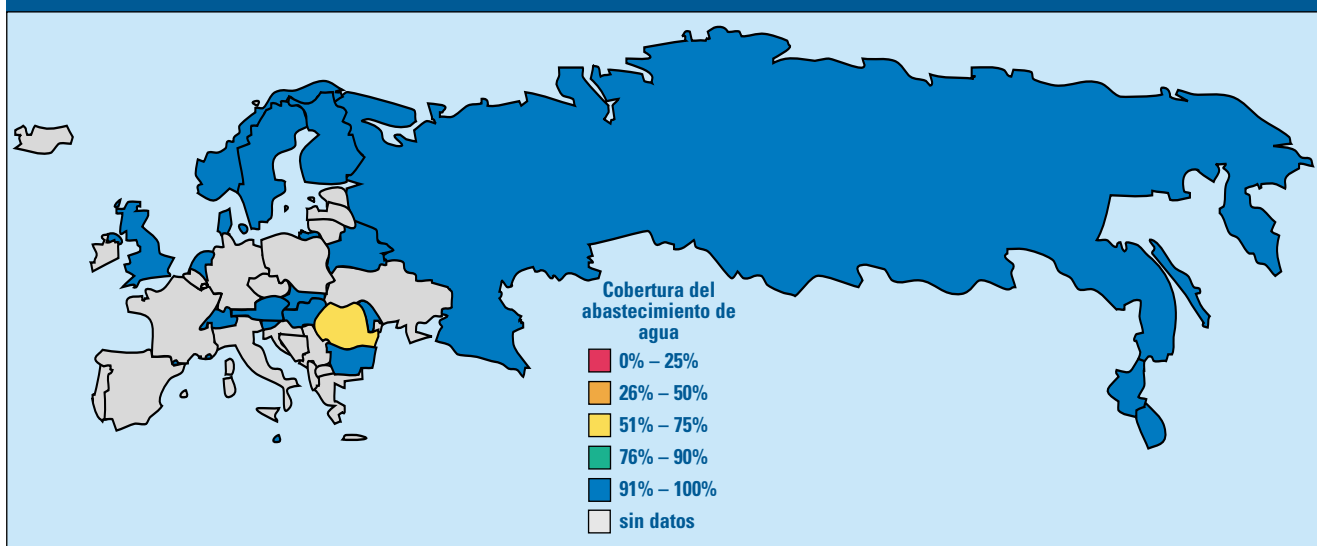 Cobertura del
abastecimiento de
agua
0% – 25%
26% – 50%
51% – 75%
76% – 90%
91% – 100%
sin datos